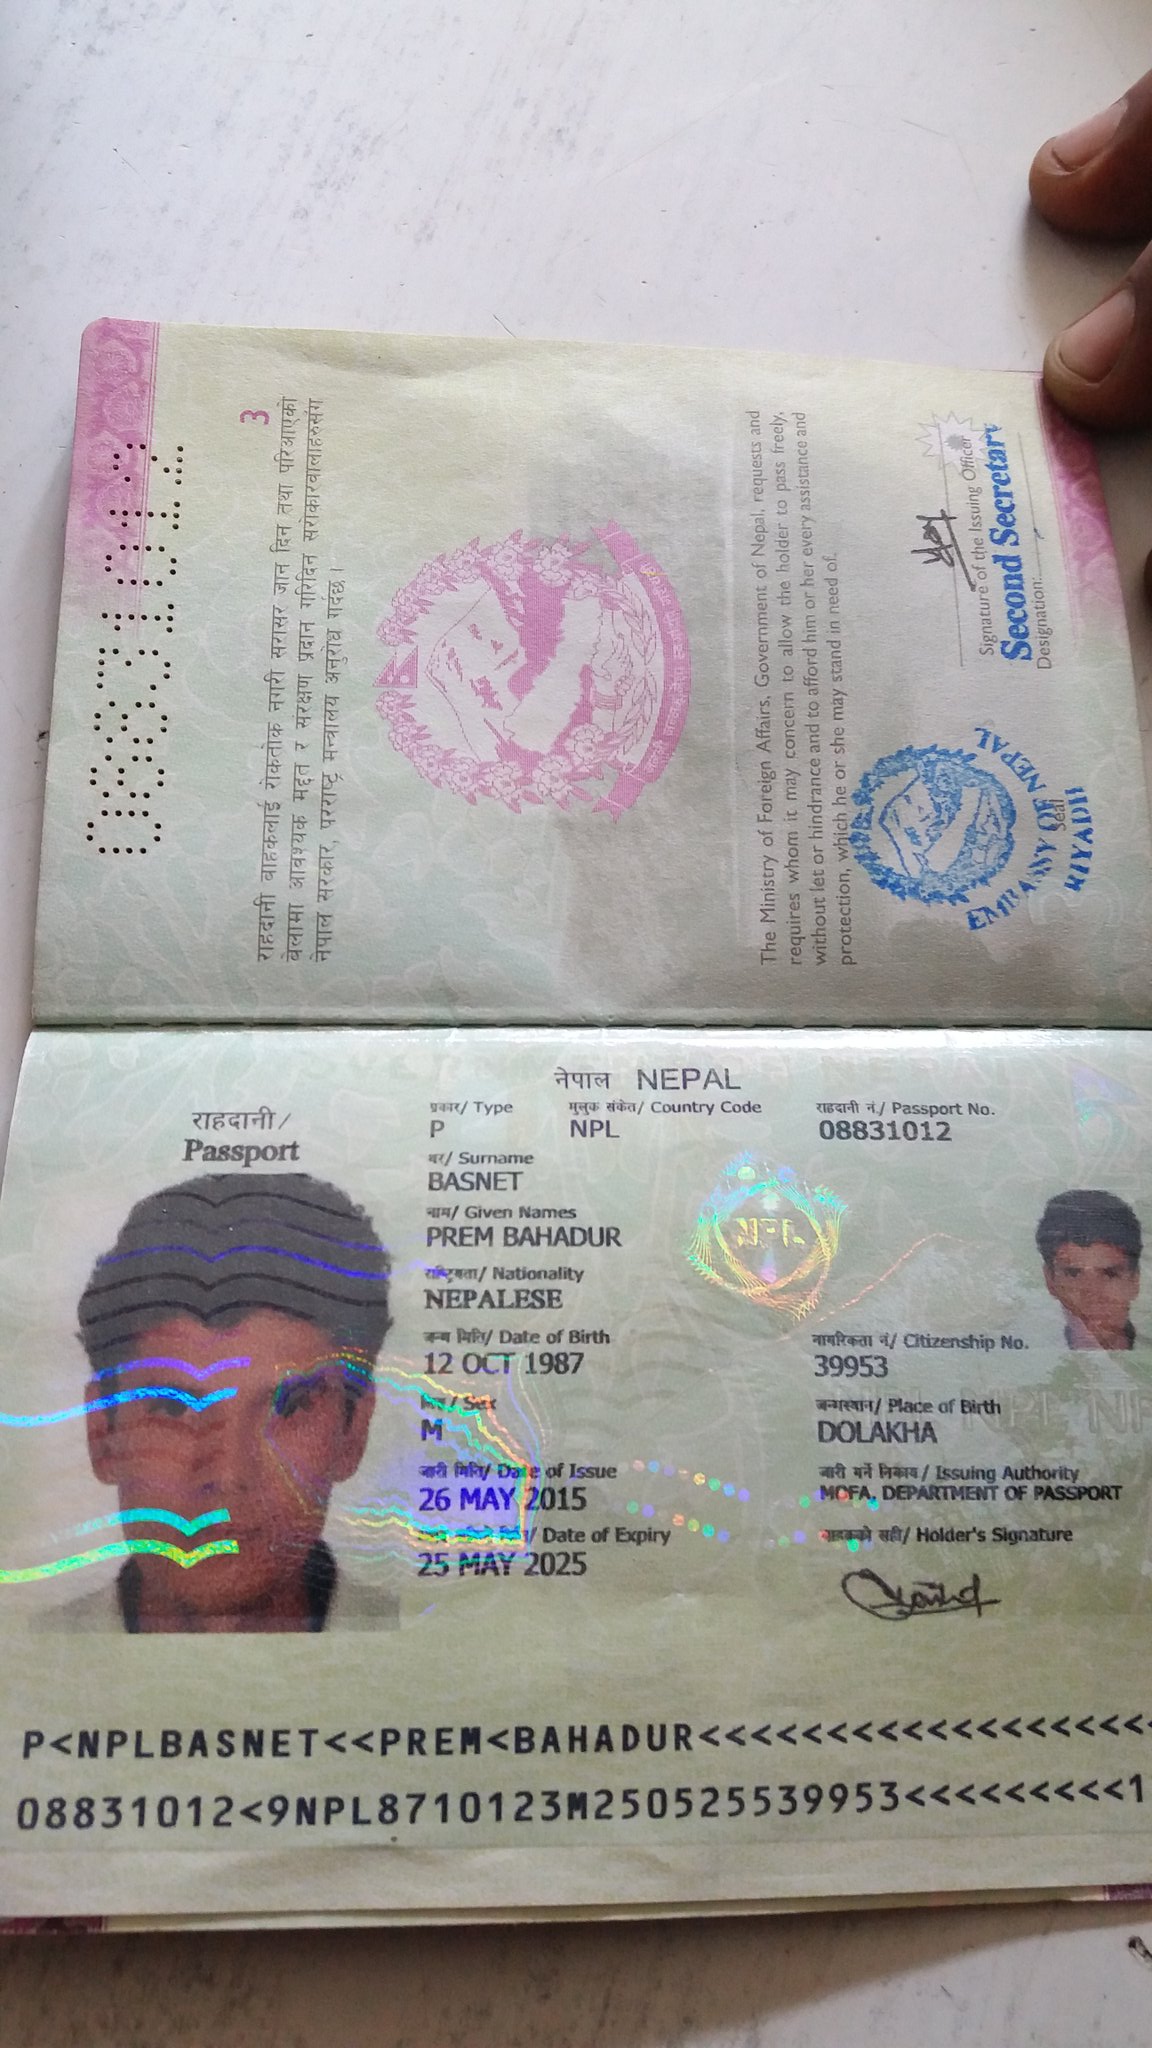 08831012
3
राहदानी वाहकलाई रोकतोक नगरी सरासर जान दिन तथा परिआएको
बेलामा आवश्यक मद्दत र संरक्षण प्रदान गरिदिन सरोकारवालाहरुसंग
नेपाल सरकार, परराष्ट्र मन्त्रालय अनुरोध गर्दछ ।
The Ministry of Foreign Affairs, Government of Nepal, requests and
requires whom it may concern to allow the holder to pass freely,
without let or hindrance and to afford him or her every assistance and
protection, which he or she may stand in need of.
Signature of the Issuing Officer
Second Secretary
Designation:
Seal
EMBASSY OF NEPAL
RIYADH
नेपाल NEPAL
राहदानी /
Passport
प्रकार/ Type
मुलुक संकेत/ Country Code
राहदानी नं./ Passport No.
P
NPL
08831012
थर/ Surname
BASNET
नाम/ Given Names
PREM BAHADUR
राष्ट्रियता/ Nationality
NEPALESE
जन्म मिति/ Date of Birth
नागरिकता नं/ Citizenship No.
12 OCT 1987
39953
लिङ्ग/ Sex
जन्मस्थान/ Place of Birth
M
DOLAKHA
जारी मिति/ Date of Issue
जारी गर्ने निकाय/ Issuing Authority
26 MAY 2015
MOFA, DEPARTMENT OF PASSPORT
/ Date of Expiry
वाहकको सही/ Holder's Signature
25 MAY 2025
P<NPLBASNET<<PREM<BAHADUR<<<<<<<<<<<<<<<<<<
08831012<9NPL8710123M250525539953<<<<<<<<<1